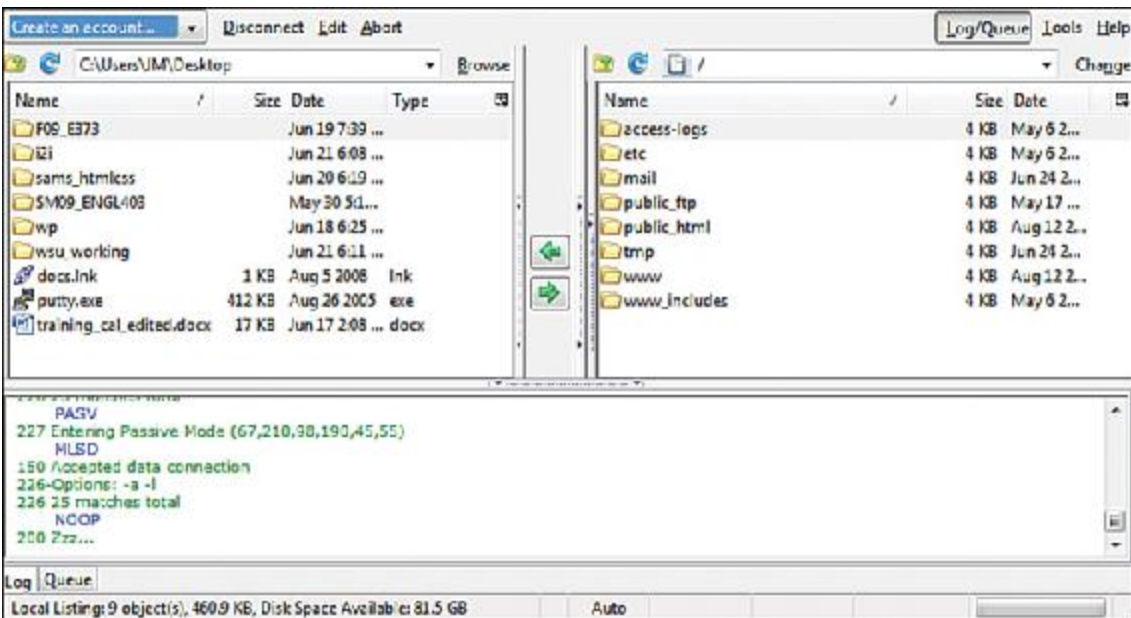 Create an account... Disconnect Edit Abort Log/Queue Tools Help
C:\Users\JM\Desktop Browse / Change
Name / Size Date Type Name / Size Date
F09_E373 Jun 19 7:39 ... access-logs 4 KB May 6 2...
i2i Jun 21 6:08 ... etc 4 KB May 6 2...
sams_htmlcss Jun 20 6:19 ... mail 4 KB Jun 24 2...
SM09_ENGL403 May 30 5:1... public_ftp 4 KB May 17 ...
wp Jun 18 6:25 ... public_html 4 KB Aug 12 2...
wsu_working Jun 21 6:11 ... tmp 4 KB Jun 24 2...
docs.lnk 1 KB Aug 5 2008 lnk www 4 KB Aug 12 2...
putty.exe 412 KB Aug 26 2005 exe www_includes 4 KB May 6 2...
training_cal_edited.docx 17 KB Jun 17 2:08 ... docx
PASV
227 Entering Passive Mode (67,210,98,190,45,55)
MLSD
150 Accepted data connection
226-Options: -a -l
226 25 matches total
NOOP
200 Zzz...
Log Queue
Local Listing: 9 object(s), 460.9 KB, Disk Space Available: 81.5 GB Auto